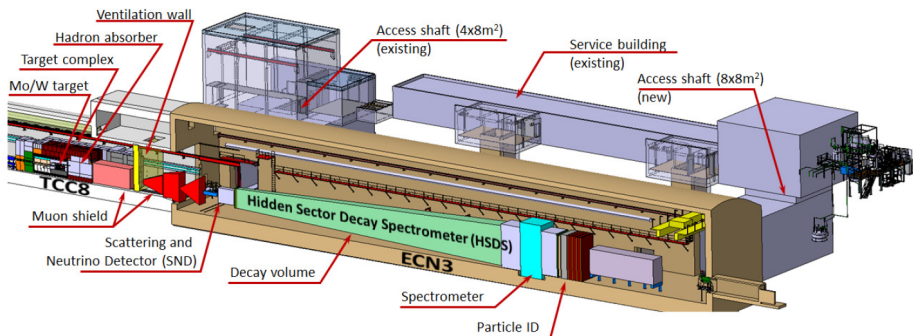 Ventilation wall
Hadron absorber
Target complex
Mo/W target
Access shaft (4x8m²)
(existing)
Service building
(existing)
Access shaft (8x8m²)
(new)
TCC8
Muon shield
Scattering and
Neutrino Detector (SND)
Hidden Sector Decay Spectrometer (HSDS)
Decay volume
ECN3
Spectrometer
Particle ID